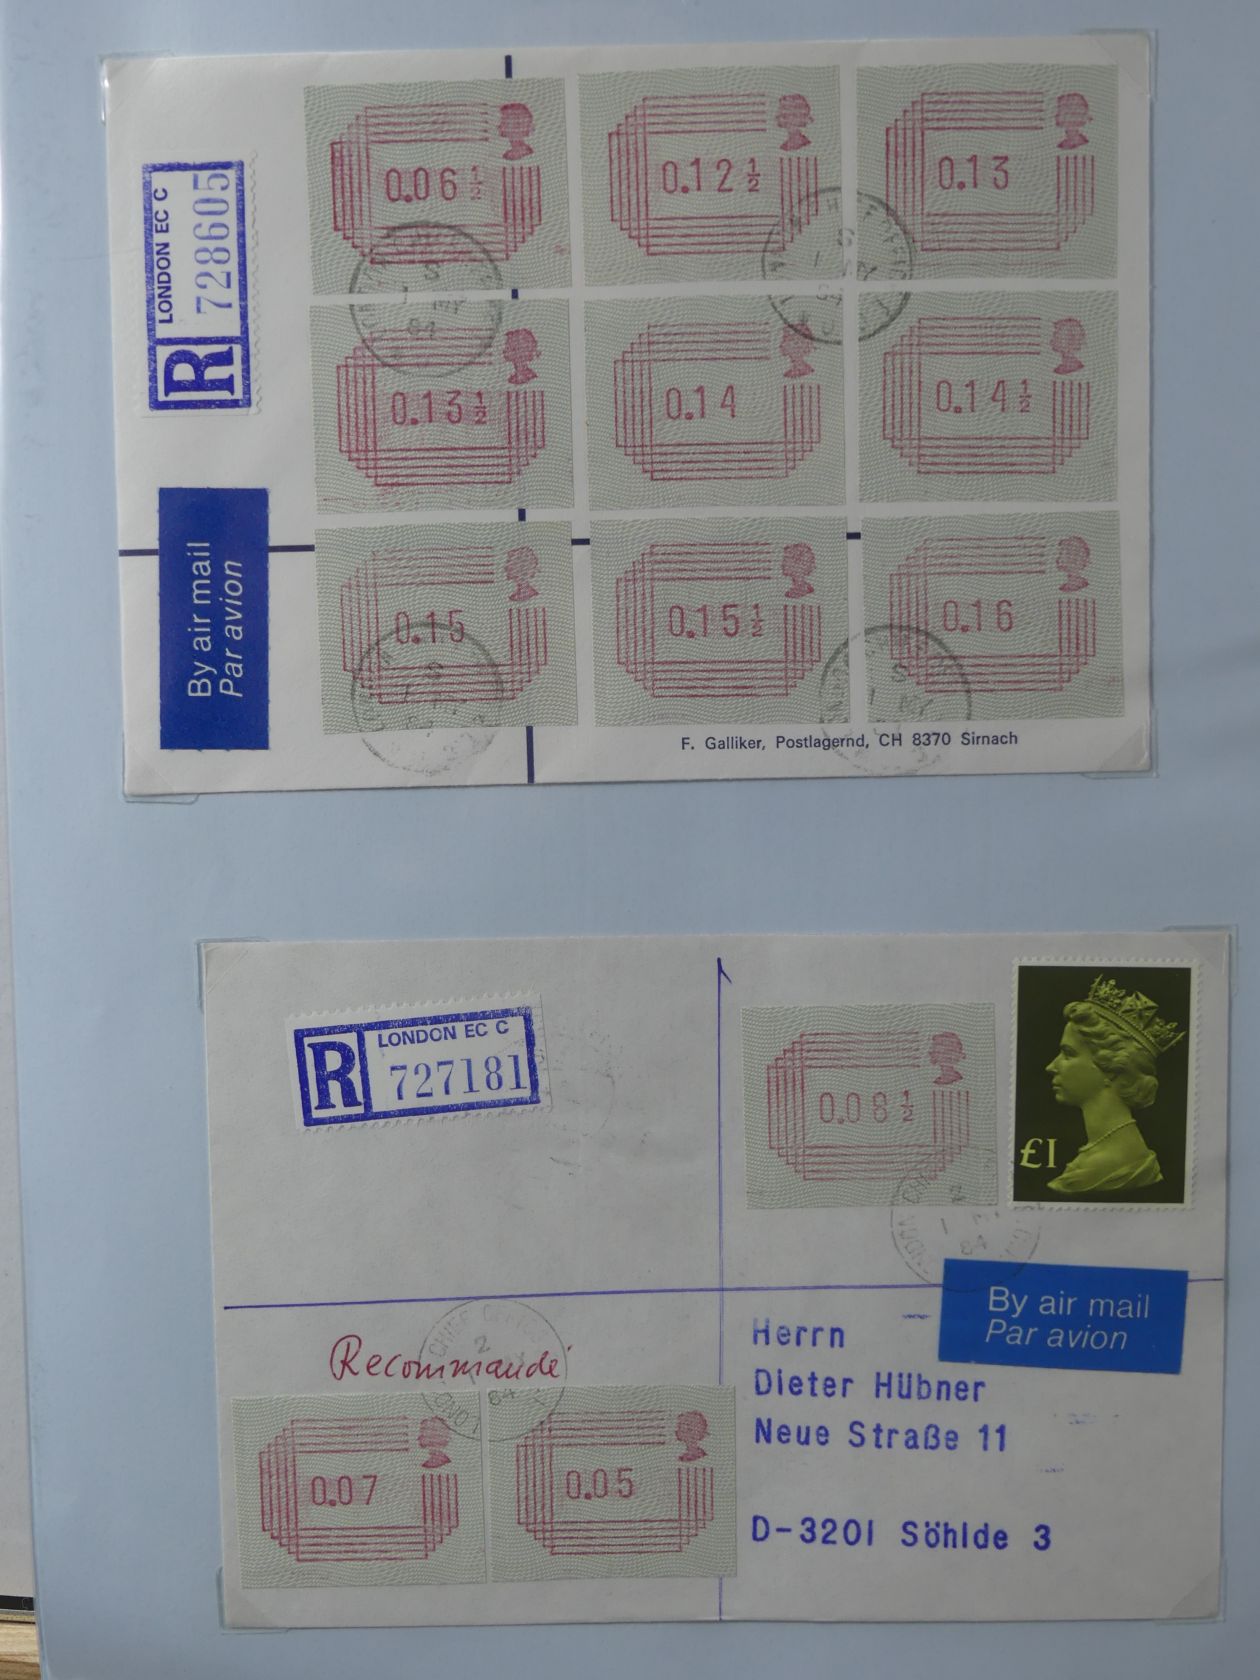 LONDON EC C
R 728605
By air mail
Par avion
0.06½
0.12½
0.13
0.13½
0.14
0.14½
0.15
0.15½
0.16
F. Galliker, Postlagernd, CH 8370 Sirnach
R LONDON EC C
727181
0.08½
£1
By air mail
Par avion
Recommandé
Herrn
Dieter Hübner
Neue Straße 11
D-3201 Söhlde 3
0.07
0.05